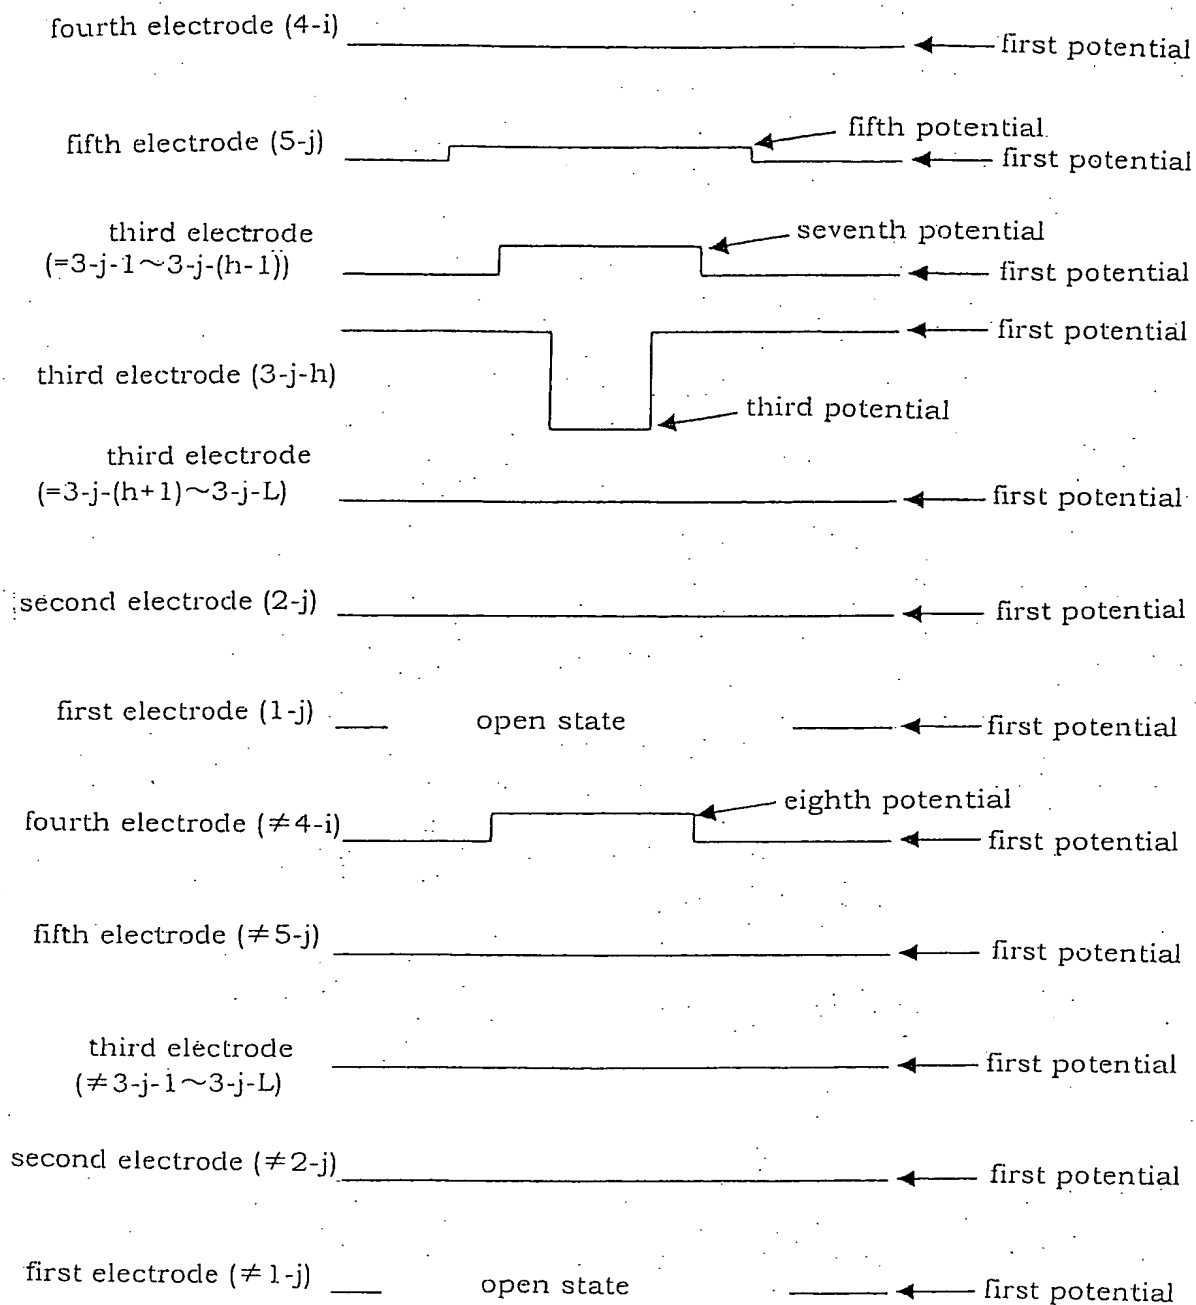 fourth electrode (4-i)
first potential
fifth electrode (5-j)
fifth potential
first potential
third electrode
(=3-j-1～3-j-(h-1))
seventh potential
first potential
first potential
third electrode (3-j-h)
third potential
third electrode
(=3-j-(h+1)～3-j-L)
first potential
second electrode (2-j)
first potential
first electrode (1-j)
open state
first potential
fourth electrode (≠4-i)
eighth potential
first potential
fifth electrode (≠5-j)
first potential
third electrode
(≠3-j-1～3-j-L)
first potential
second electrode (≠2-j)
first potential
first electrode (≠1-j)
open state
first potential